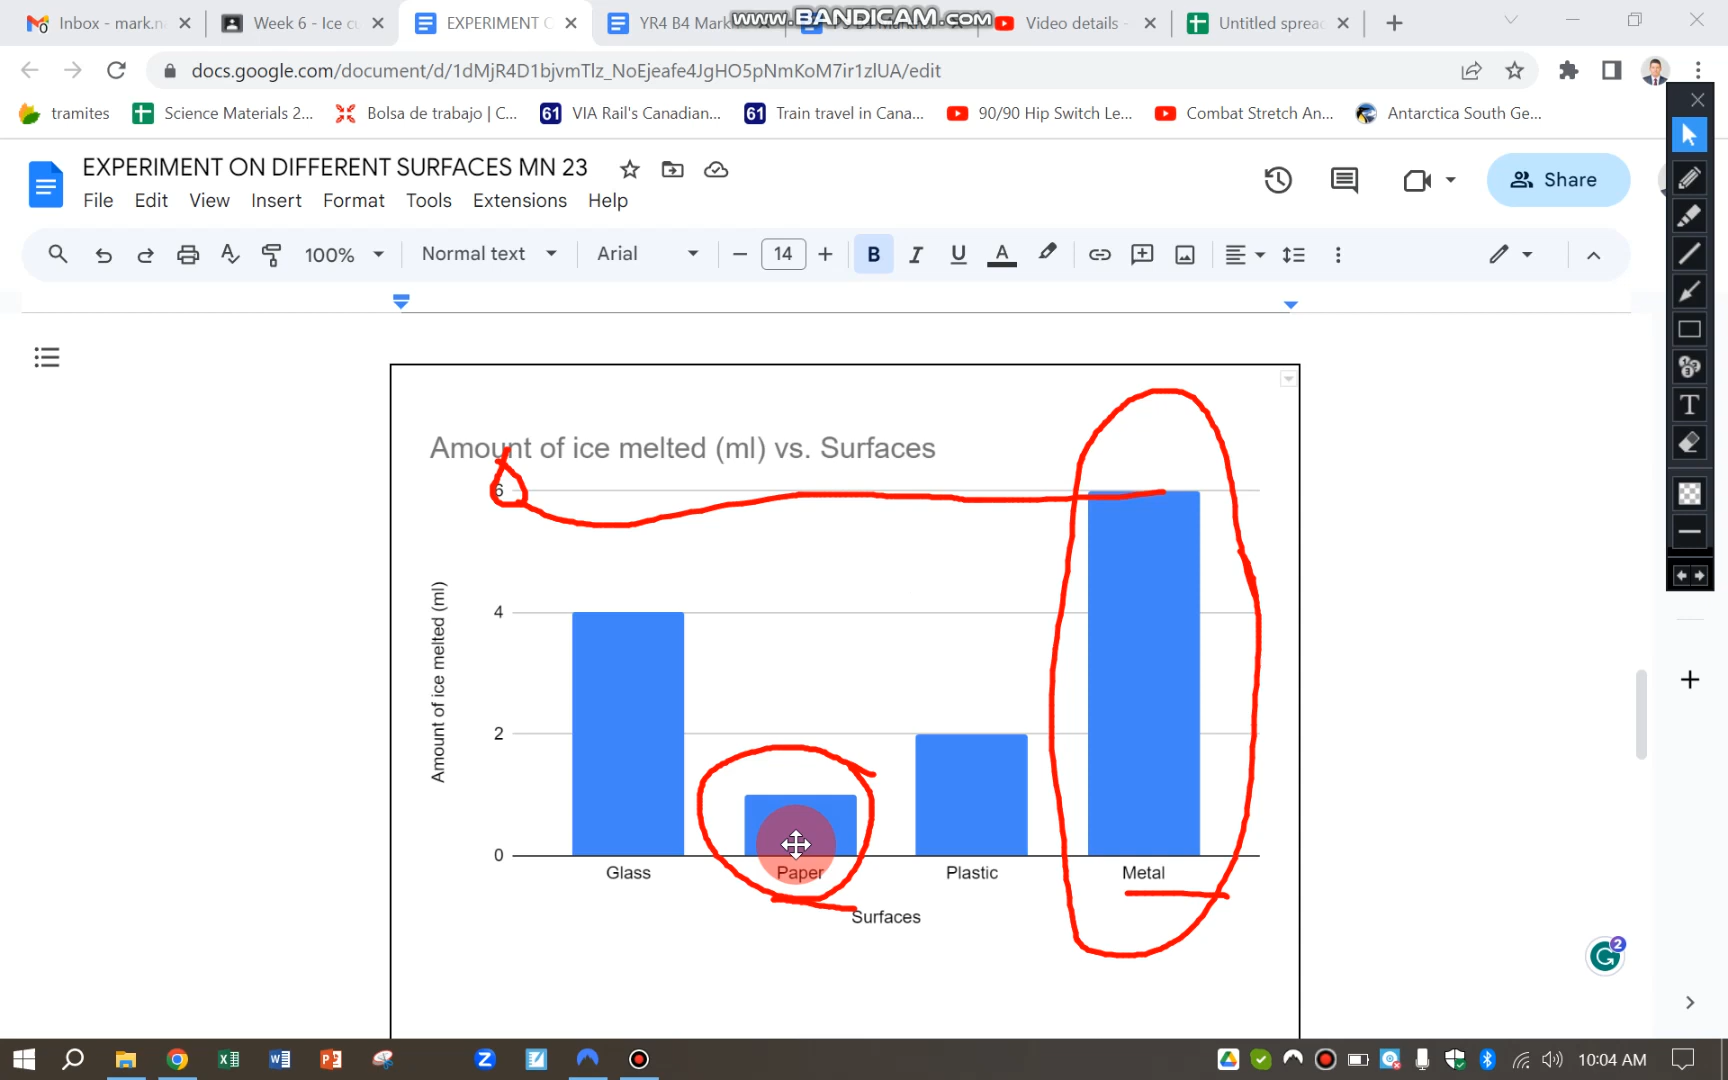 Inbox - mark.n
Week 6 - Ice c
EXPERIMENT
YR4 B4 Mark
www.BANDICAM.com
Video details -
Untitled sprea
docs.google.com/document/d/1dMjR4D1bjvmTlz_NoEjeafe4JgHO5pNmKoM7ir1zlUA/edit
tramites
Science Materials 2...
Bolsa de trabajo | C...
61 VIA Rail's Canadian...
61 Train travel in Cana...
90/90 Hip Switch Le...
Combat Stretch An...
Antarctica South Ge...
EXPERIMENT ON DIFFERENT SURFACES MN 23
File Edit View Insert Format Tools Extensions Help
Share
100% Normal text Arial 14 B I U A
Amount of ice melted (ml) vs. Surfaces
6
4
2
0
Amount of ice melted (ml)
Glass Paper Plastic Metal
Surfaces
T
2
10:04 AM